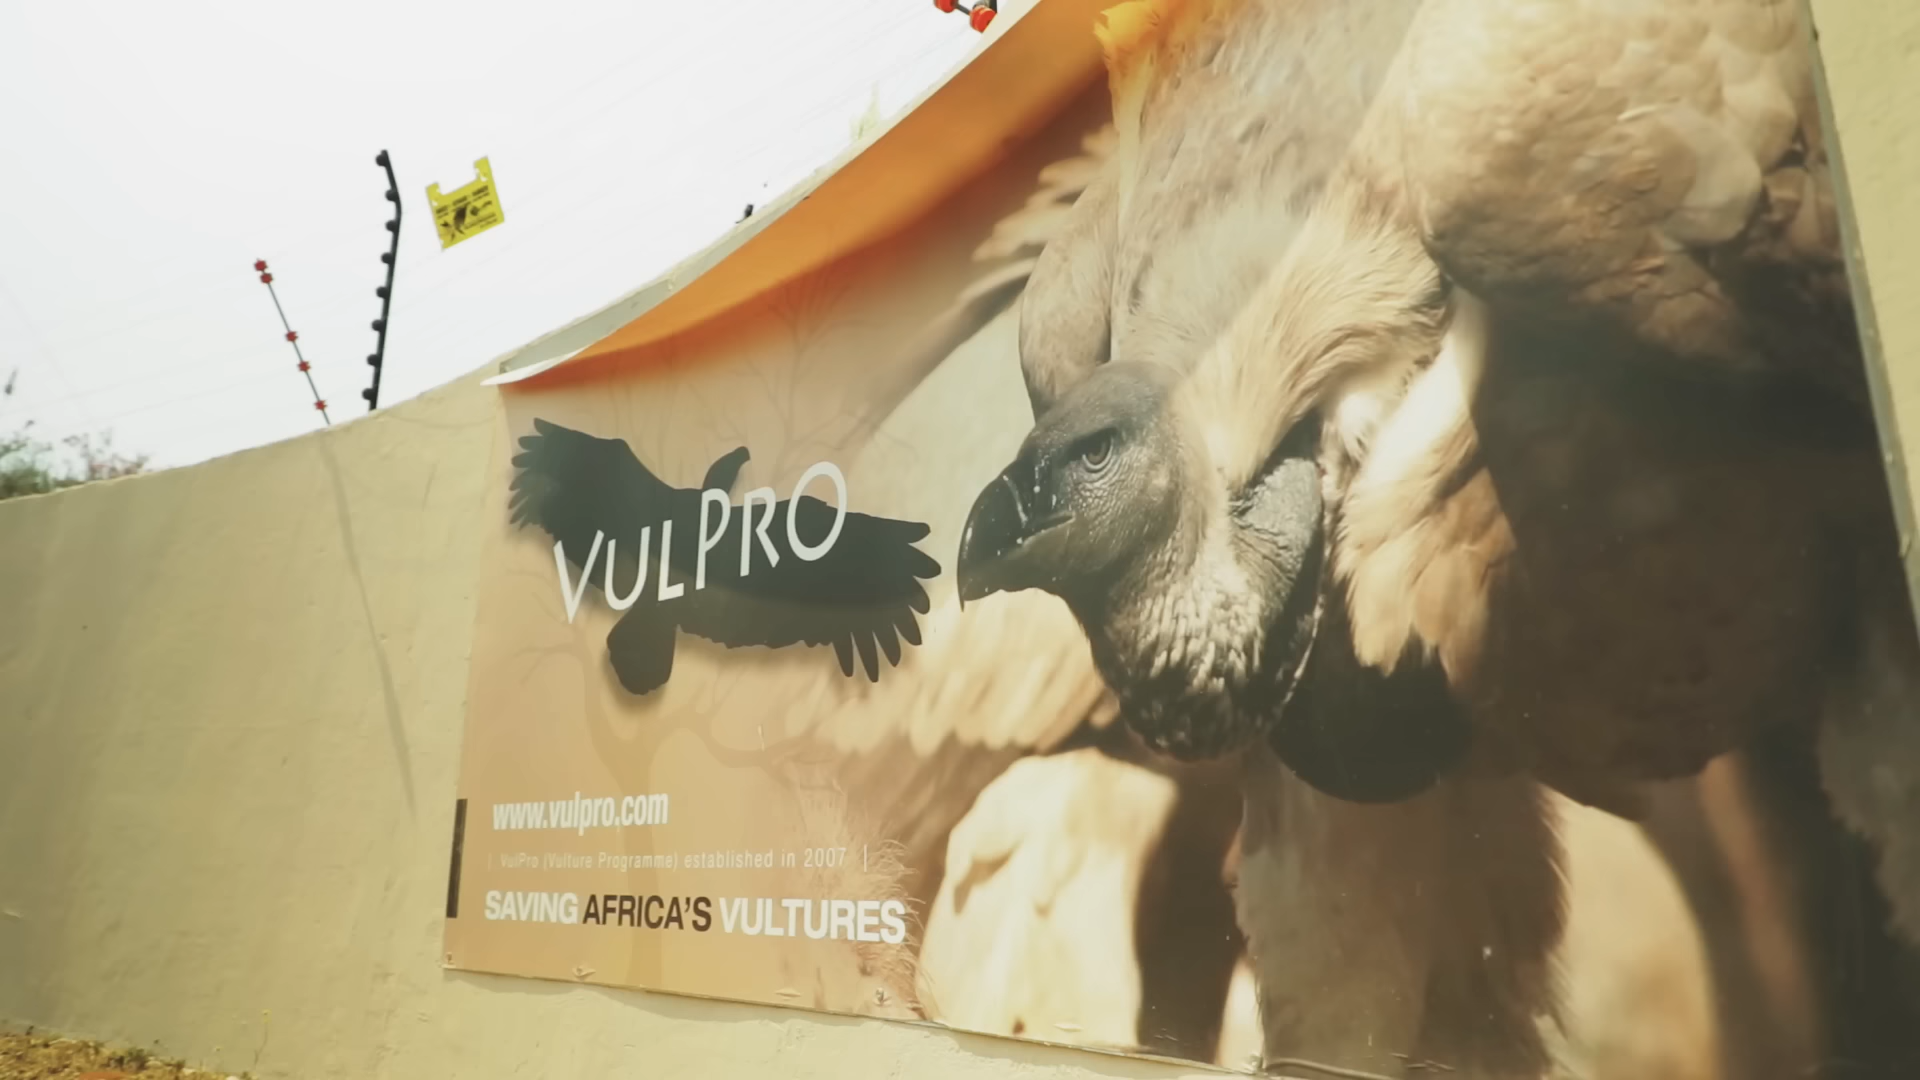 VULPRO
www.vulpro.com
| VulPro (Vulture Programme) established in 2007 |
SAVING AFRICA'S VULTURES